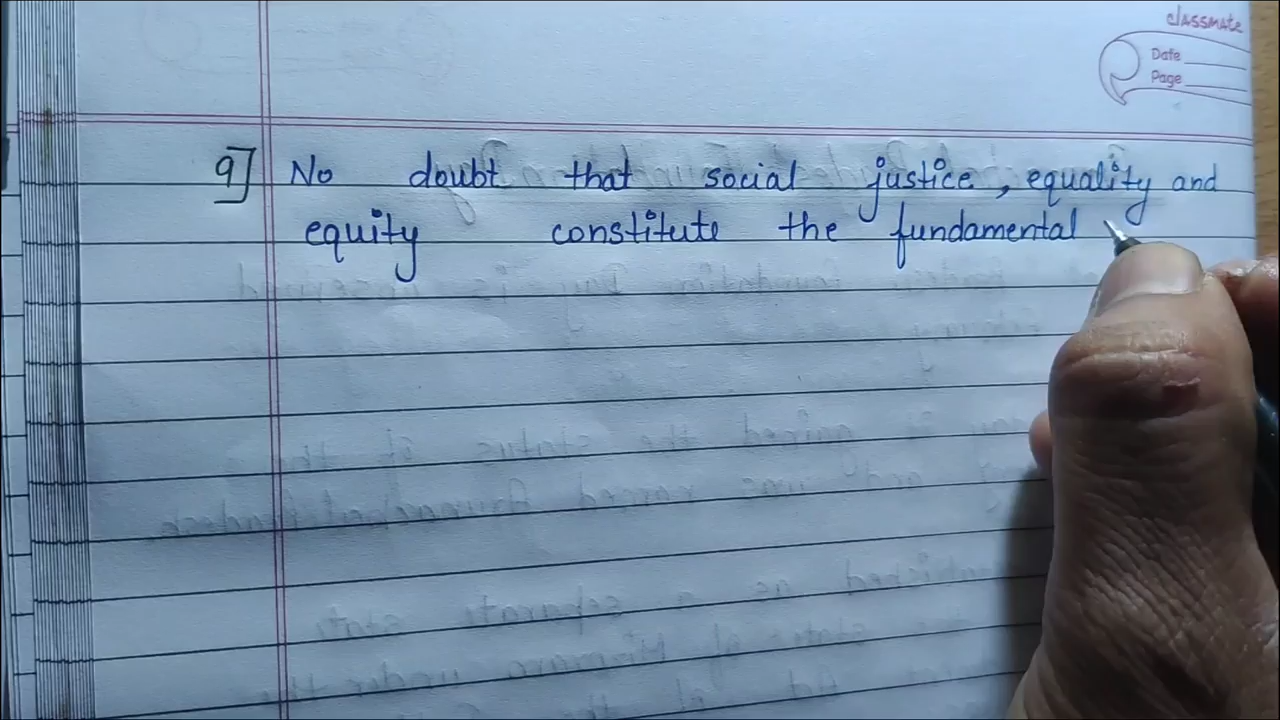 classmate
Date
Page
9] No doubt that social justice, equality and
equity constitute the fundamental